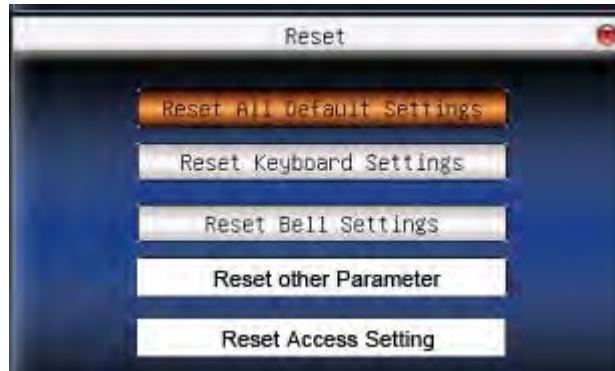 Reset
Reset All Default Settings
Reset Keyboard Settings
Reset Bell Settings
Reset other Parameter
Reset Access Setting